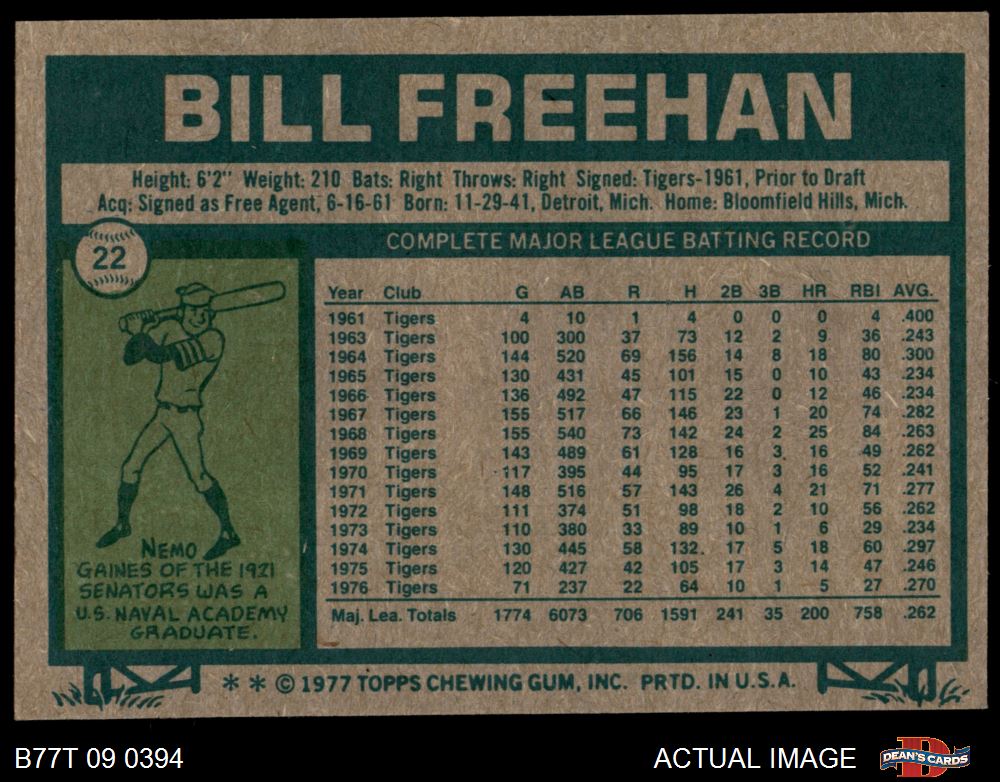 BILL FREEHAN
Height: 6'2" Weight: 210 Bats: Right Throws: Right Signed: Tigers-1961, Prior to Draft
Acq: Signed as Free Agent, 6-16-61 Born: 11-29-41, Detroit, Mich. Home: Bloomfield Hills, Mich.
22
COMPLETE MAJOR LEAGUE BATTING RECORD
Year Club G AB R H 2B 3B HR RBI AVG.
1961 Tigers 4 10 1 4 0 0 0 4 .400
1963 Tigers 100 300 37 73 12 2 9 36 .243
1964 Tigers 144 520 69 156 14 8 18 80 .300
1965 Tigers 130 431 45 101 15 0 10 43 .234
1966 Tigers 136 492 47 115 22 0 12 46 .234
1967 Tigers 155 517 66 146 23 1 20 74 .282
1968 Tigers 155 540 73 142 24 2 25 84 .263
1969 Tigers 143 489 61 128 16 3 16 49 .262
1970 Tigers 117 395 44 95 17 3 16 52 .241
1971 Tigers 148 516 57 143 26 4 21 71 .277
1972 Tigers 111 374 51 98 18 2 10 56 .262
1973 Tigers 110 380 33 89 10 1 6 29 .234
1974 Tigers 130 445 58 132 17 5 18 60 .297
1975 Tigers 120 427 42 105 17 3 14 47 .246
1976 Tigers 71 237 22 64 10 1 5 27 .270
Maj. Lea. Totals 1774 6073 706 1591 241 35 200 758 .262
NEMO
GAINES OF THE 1921
SENATORS WAS A
U.S. NAVAL ACADEMY
GRADUATE.
* * © 1977 TOPPS CHEWING GUM, INC. PRTD. IN U.S.A.
B77T 09 0394
ACTUAL IMAGE
DEAN'S CARDS